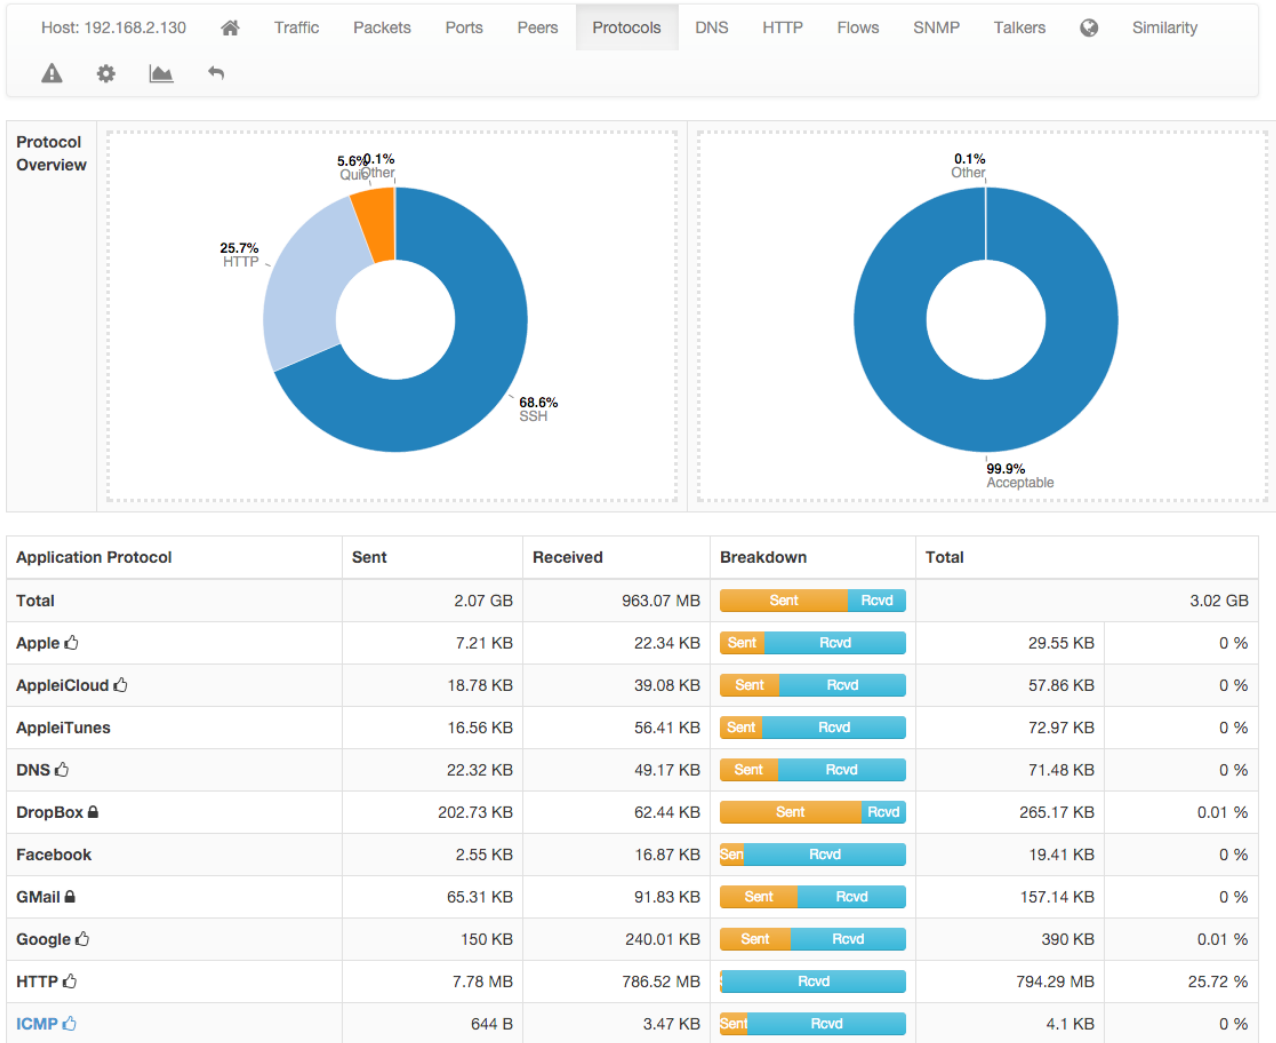 Host: 192.168.2.130 Traffic Packets Ports Peers Protocols DNS HTTP Flows SNMP Talkers Similarity
Protocol
Overview
5.6%
Quic
0.1%
Other
25.7%
HTTP
68.6%
SSH
0.1%
Other
99.9%
Acceptable
Application Protocol Sent Received Breakdown Total
Total 2.07 GB 963.07 MB Sent Rcvd 3.02 GB
Apple 7.21 KB 22.34 KB Sent Rcvd 29.55 KB 0 %
AppleiCloud 18.78 KB 39.08 KB Sent Rcvd 57.86 KB 0 %
AppleiTunes 16.56 KB 56.41 KB Sent Rcvd 72.97 KB 0 %
DNS 22.32 KB 49.17 KB Sent Rcvd 71.48 KB 0 %
DropBox 202.73 KB 62.44 KB Sent Rcvd 265.17 KB 0.01 %
Facebook 2.55 KB 16.87 KB Sen Rcvd 19.41 KB 0 %
GMail 65.31 KB 91.83 KB Sent Rcvd 157.14 KB 0 %
Google 150 KB 240.01 KB Sent Rcvd 390 KB 0.01 %
HTTP 7.78 MB 786.52 MB Rcvd 794.29 MB 25.72 %
ICMP 644 B 3.47 KB Sent Rcvd 4.1 KB 0 %